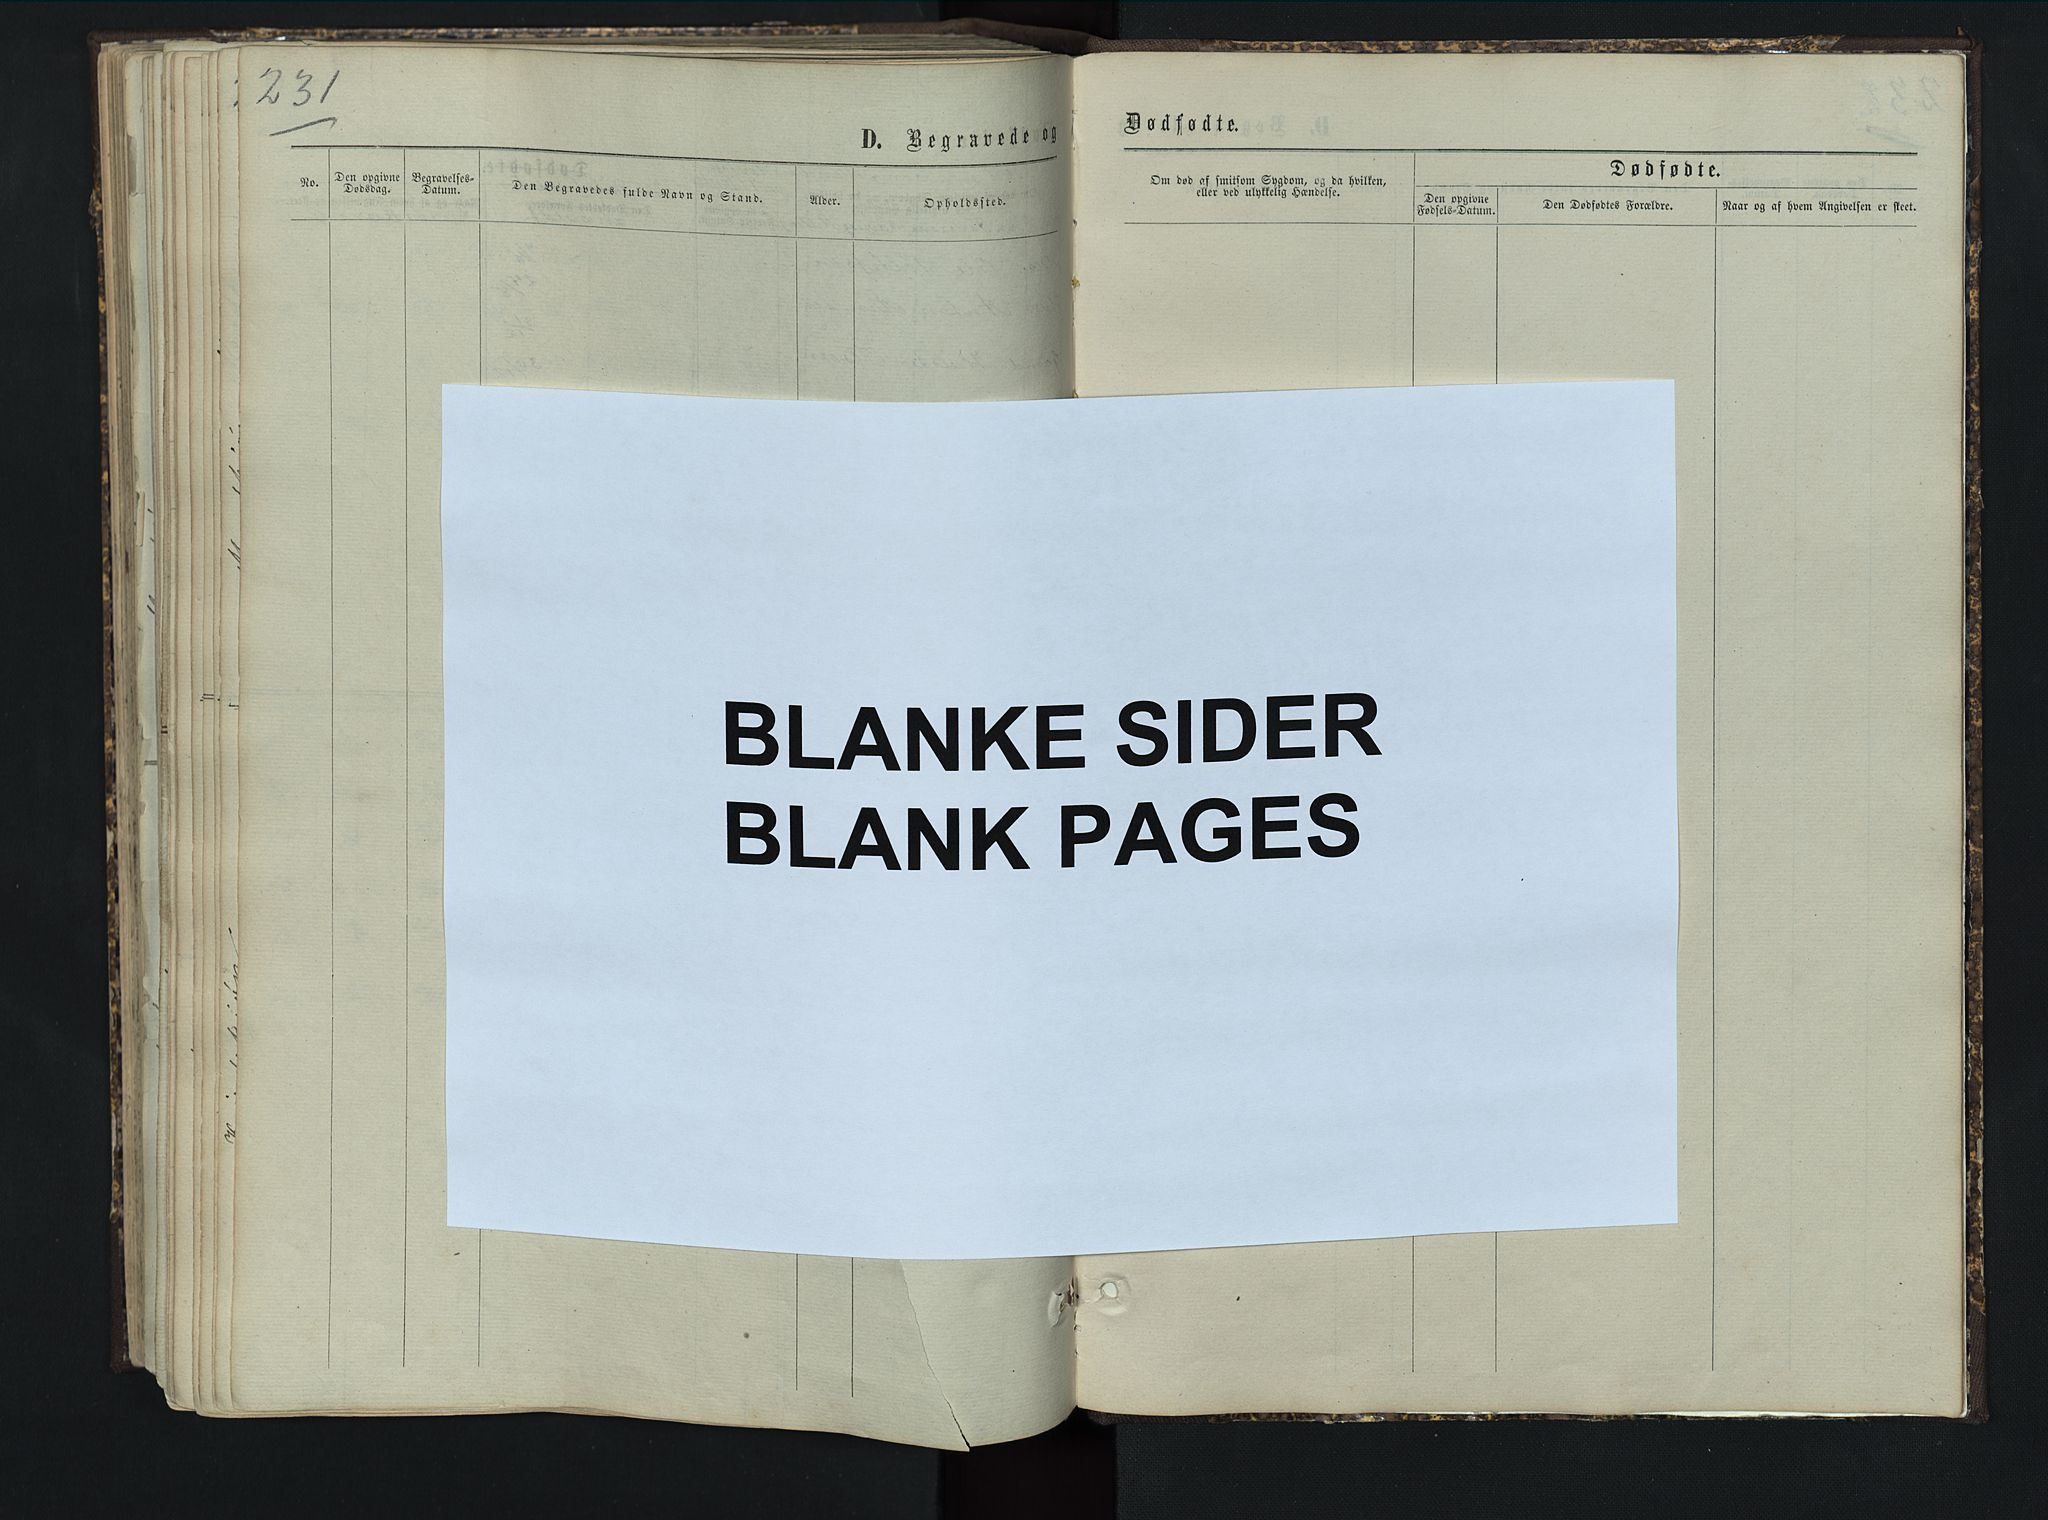 231
D. Begravede og Dødfødte.
No.
Den opgivne Dødsdag.
Begravelses-Datum.
Den Begravedes fulde Navn og Stand.
Alder.
Opholdssted.
Om død af smitsom Sygdom, og da hvilken,
eller ved ulykkelig Hændelse.
Dødfødte.
Den opgivne
Fødsels-Datum.
Den Dødfødtes Forældre.
Naar og af hvem Angivelsen er skeet.
BLANKE SIDER
BLANK PAGES